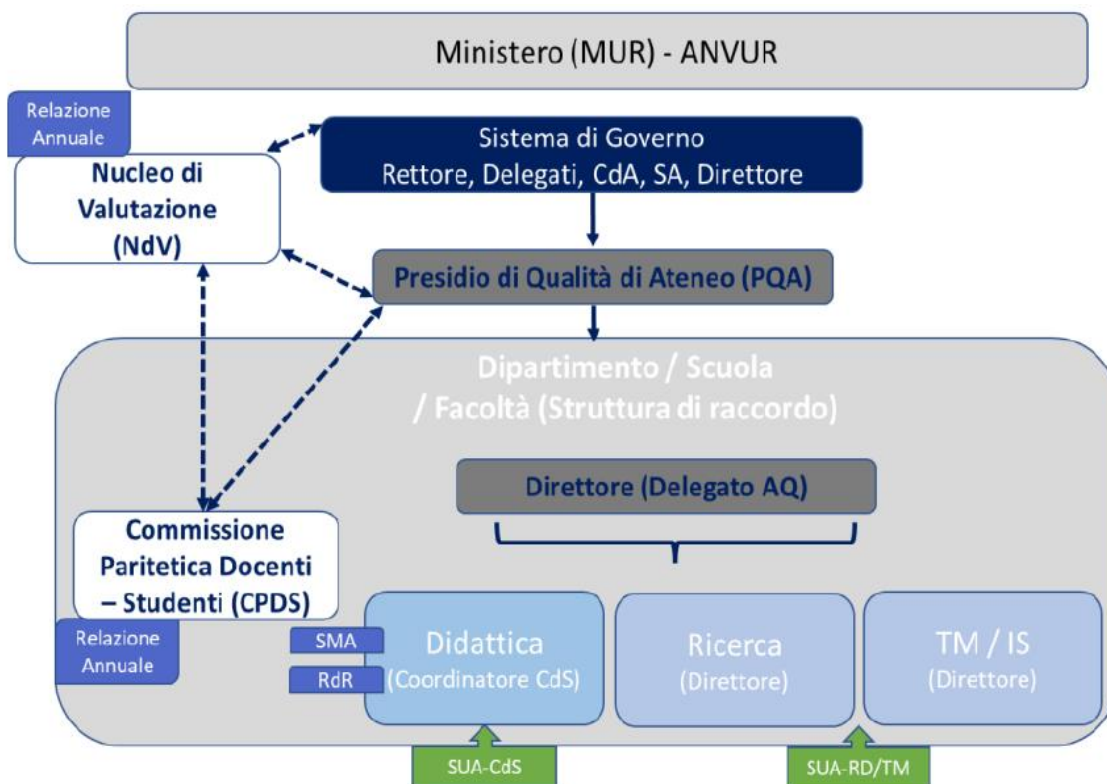 Ministero (MUR) - ANVUR
Relazione
Annuale
Nucleo di
Valutazione
(NdV)
Sistema di Governo
Rettore, Delegati, CdA, SA, Direttore
Presidio di Qualità di Ateneo (PQA)
Dipartimento / Scuola
/ Facoltà (Struttura di raccordo)
Direttore (Delegato AQ)
Commissione
Paritetica Docenti
– Studenti (CPDS)
Relazione
Annuale
SMA
RdR
Didattica
(Coordinatore CdS)
Ricerca
(Direttore)
TM / IS
(Direttore)
SUA-CdS
SUA-RD/TM